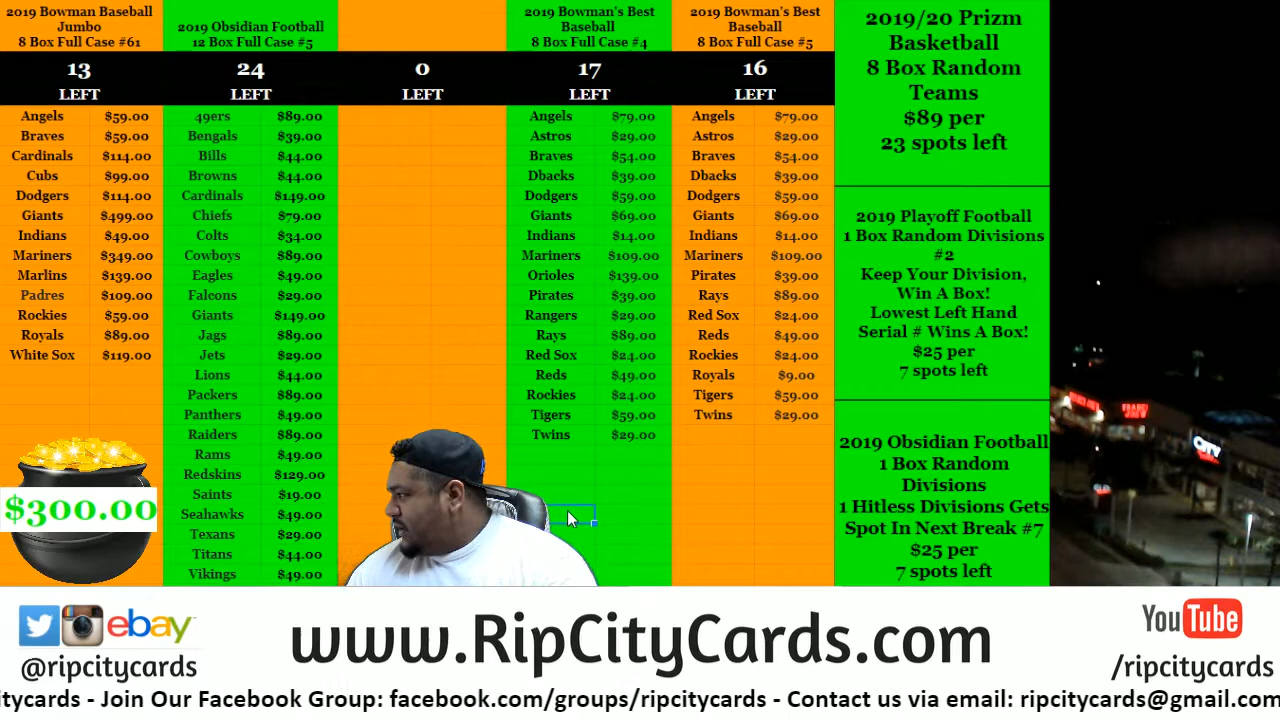 2019 Bowman Baseball
Jumbo
8 Box Full Case #61
13
LEFT
Angels $59.00
Braves $59.00
Cardinals $114.00
Cubs $99.00
Dodgers $114.00
Giants $499.00
Indians $49.00
Mariners $349.00
Marlins $139.00
Padres $109.00
Rockies $59.00
Royals $89.00
White Sox $119.00
$300.00
2019 Obsidian Football
12 Box Full Case #5
24
LEFT
49ers $89.00
Bengals $39.00
Bills $44.00
Browns $44.00
Cardinals $149.00
Chiefs $79.00
Colts $34.00
Cowboys $89.00
Eagles $49.00
Falcons $29.00
Giants $149.00
Jags $89.00
Jets $29.00
Lions $44.00
Packers $89.00
Panthers $49.00
Raiders $89.00
Rams $49.00
Redskins $129.00
Saints $19.00
Seahawks $49.00
Texans $29.00
Titans $44.00
Vikings $49.00
0
LEFT
2019 Bowman's Best
Baseball
8 Box Full Case #4
17
LEFT
Angels $79.00
Astros $29.00
Braves $54.00
Dbacks $39.00
Dodgers $59.00
Giants $69.00
Indians $14.00
Mariners $109.00
Orioles $139.00
Pirates $39.00
Rangers $29.00
Rays $89.00
Red Sox $24.00
Reds $49.00
Rockies $24.00
Tigers $59.00
Twins $29.00
2019 Bowman's Best
Baseball
8 Box Full Case #5
16
LEFT
Angels $79.00
Astros $29.00
Braves $54.00
Dbacks $39.00
Dodgers $59.00
Giants $69.00
Indians $14.00
Mariners $109.00
Pirates $39.00
Rays $89.00
Red Sox $24.00
Reds $49.00
Rockies $24.00
Royals $9.00
Tigers $59.00
Twins $29.00
2019/20 Prizm
Basketball
8 Box Random
Teams
$89 per
23 spots left
2019 Playoff Football
1 Box Random Divisions
#2
Keep Your Division,
Win A Box!
Lowest Left Hand
Serial # Wins A Box!
$25 per
7 spots left
2019 Obsidian Football
1 Box Random
Divisions
1 Hitless Divisions Gets
Spot In Next Break #7
$25 per
7 spots left
ebay
@ripcitycards
www.RipCityCards.com
YouTube
/ripcitycards
citycards - Join Our Facebook Group: facebook.com/groups/ripcitycards - Contact us via email: ripcitycards@gmail.com